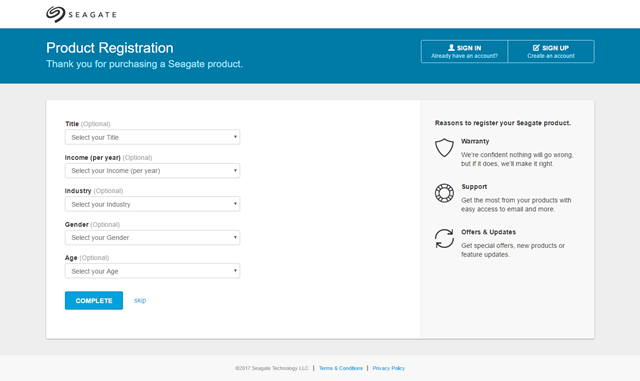 SEAGATE
Product Registration
Thank you for purchasing a Seagate product.
SIGN IN
Already have an account?
SIGN UP
Create an account
Title (Optional)
Select your Title
Income (per year) (Optional)
Select your Income (per year)
Industry (Optional)
Select your Industry
Gender (Optional)
Select your Gender
Age (Optional)
Select your Age
COMPLETE
skip
Reasons to register your Seagate product.
Warranty
We're confident nothing will go wrong,
but if it does, we'll make it right.
Support
Get the most from your products with
easy access to email and more.
Offers & Updates
Get special offers, new products or
feature updates.
©2017 Seagate Technology LLC | Terms & Conditions | Privacy Policy